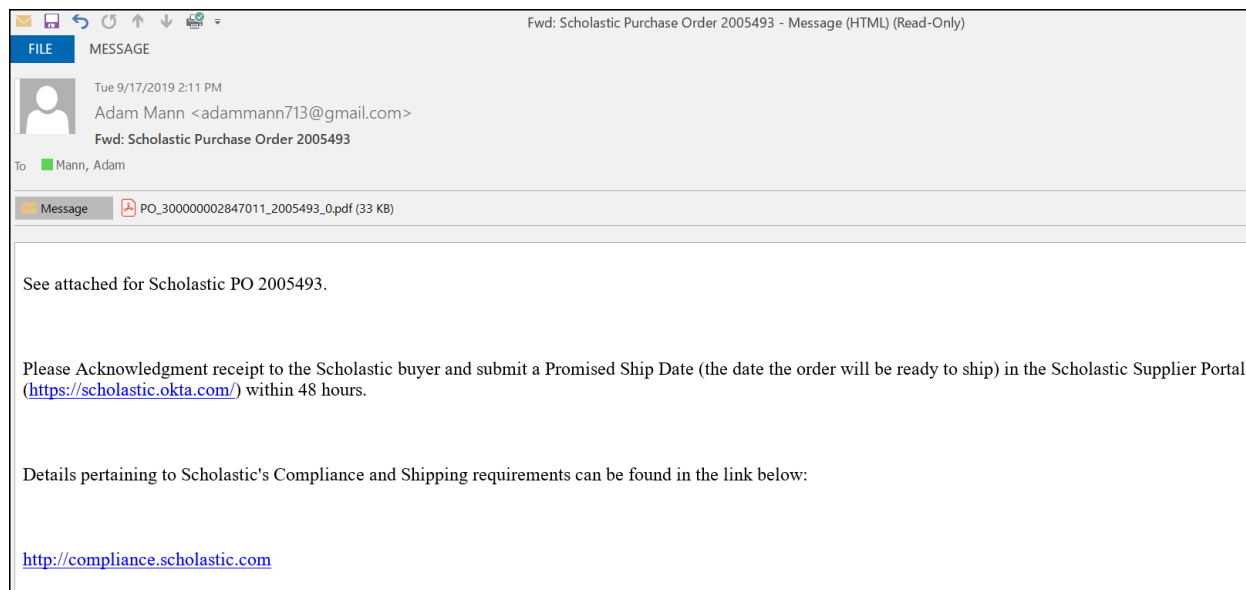 Fwd: Scholastic Purchase Order 2005493 - Message (HTML) (Read-Only)
FILE MESSAGE
Tue 9/17/2019 2:11 PM
Adam Mann <adammann713@gmail.com>
Fwd: Scholastic Purchase Order 2005493
To Mann, Adam
Message PO_300000002847011_2005493_0.pdf (33 KB)
See attached for Scholastic PO 2005493.
Please Acknowledgment receipt to the Scholastic buyer and submit a Promised Ship Date (the date the order will be ready to ship) in the Scholastic Supplier Portal
(https://scholastic.okta.com/) within 48 hours.
Details pertaining to Scholastic's Compliance and Shipping requirements can be found in the link below:
http://compliance.scholastic.com